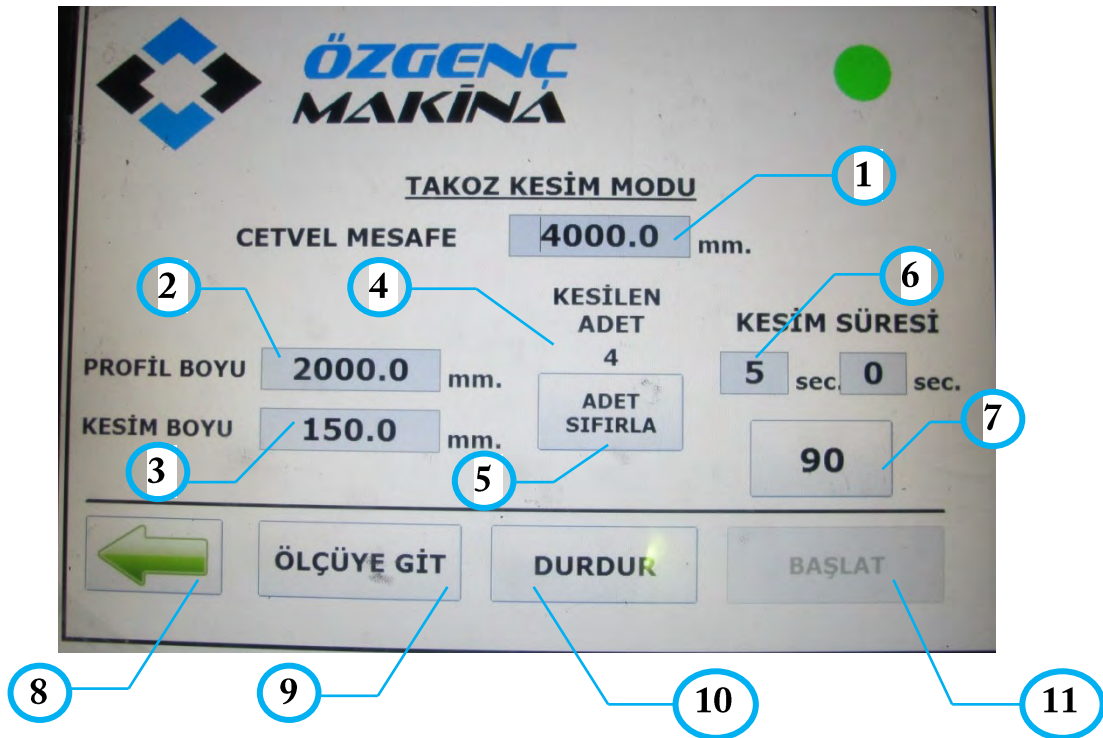 ÖZGENÇ
MAKİNA
TAKOZ KESİM MODU
1
CETVEL MESAFE 4000.0 mm.
2
4
6
KESİLEN
ADET
4
KESİM SÜRESİ
PROFİL BOYU 2000.0 mm.
5 sec. 0 sec.
ADET
SIFIRLA
KESİM BOYU 150.0 mm.
7
3
5
90
ÖLÇÜYE GİT
DURDUR
BAŞLAT
8
9
10
11